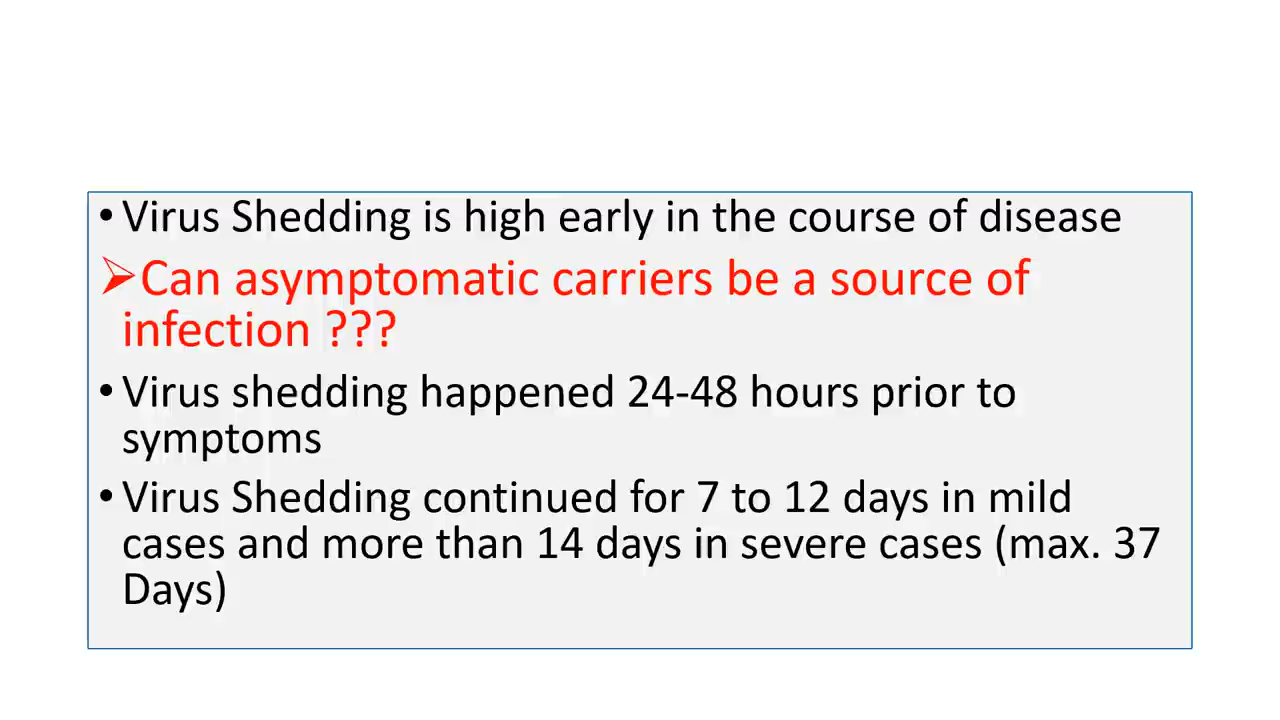 • Virus Shedding is high early in the course of disease
➢Can asymptomatic carriers be a source of
infection ???
• Virus shedding happened 24-48 hours prior to
symptoms
• Virus Shedding continued for 7 to 12 days in mild
cases and more than 14 days in severe cases (max. 37
Days)